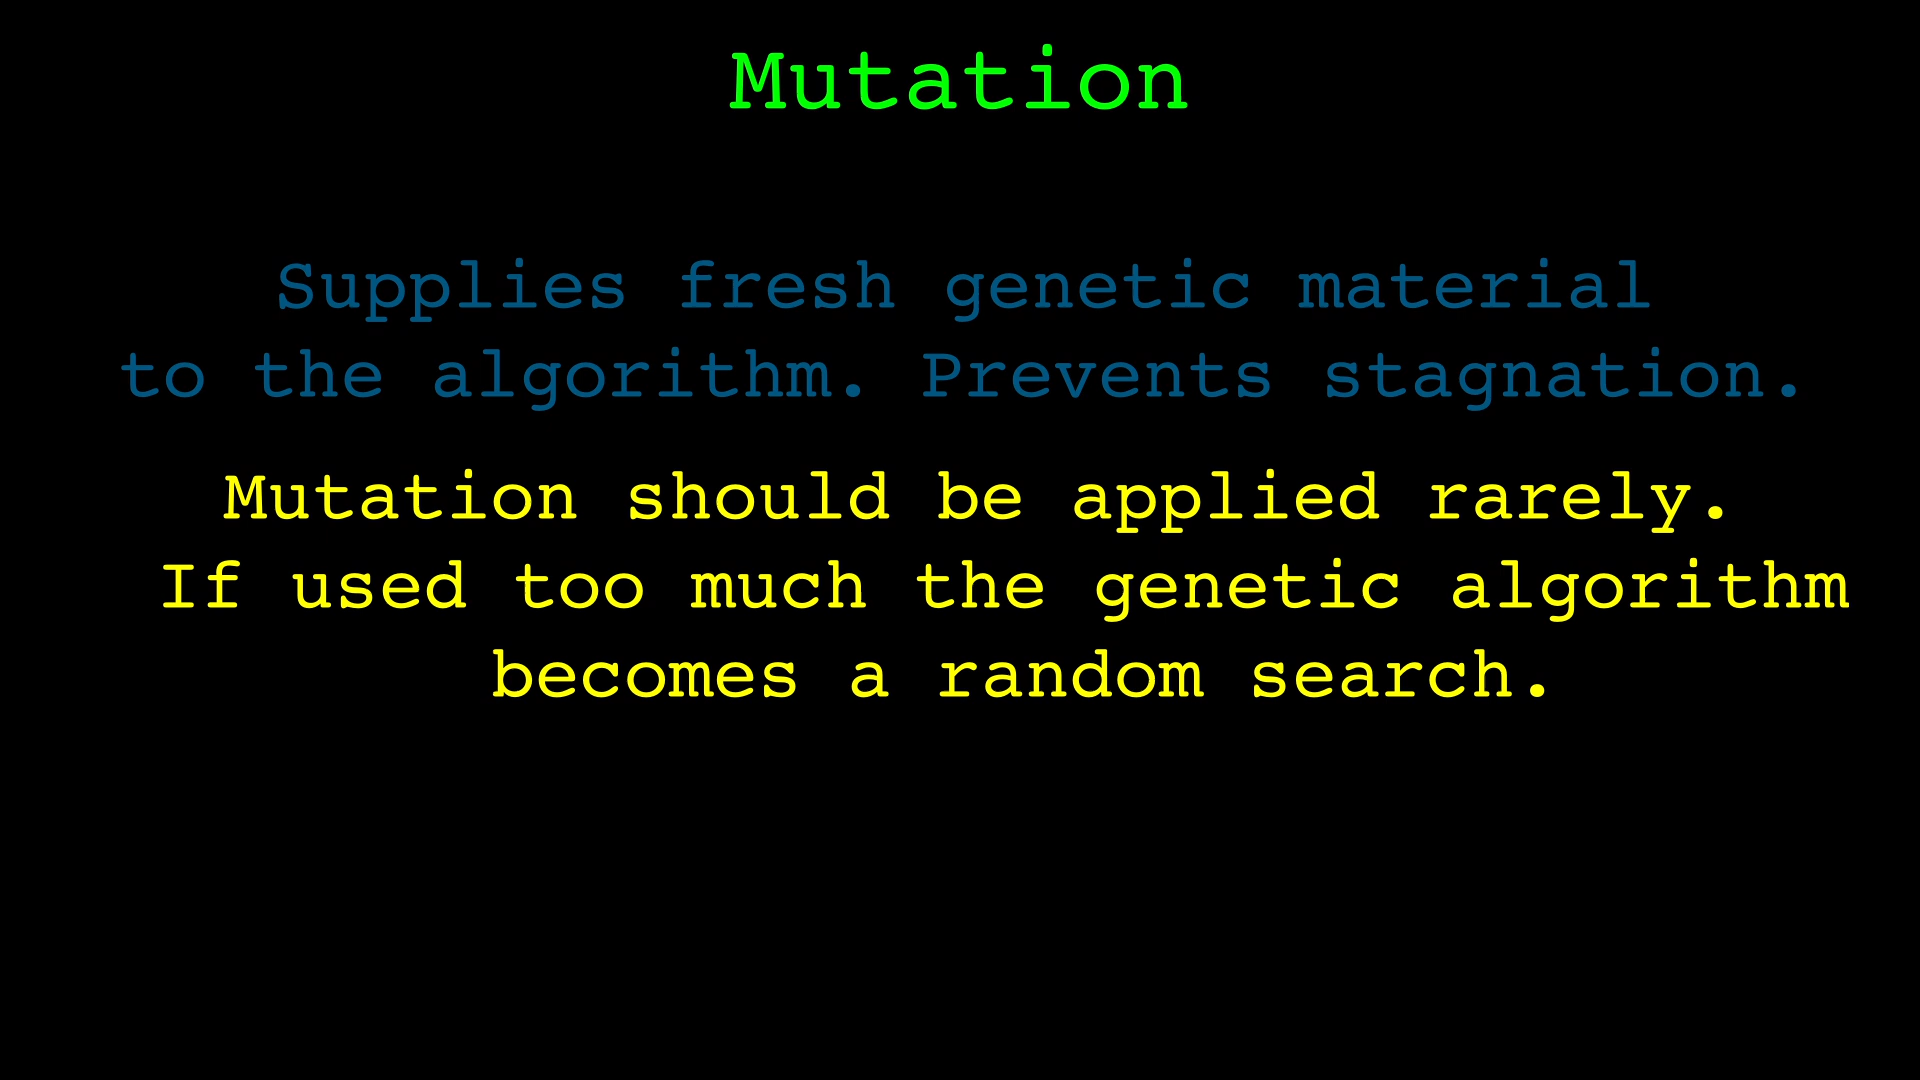 Mutation
Supplies fresh genetic material
to the algorithm. Prevents stagnation.
Mutation should be applied rarely.
If used too much the genetic algorithm
becomes a random search.